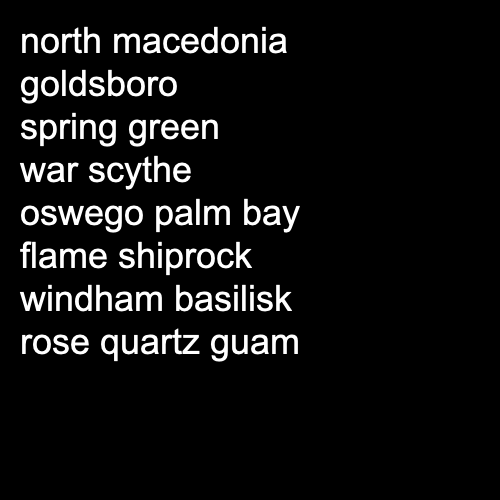 north macedonia
goldsboro
spring green
war scythe
oswego palm bay
flame shiprock
windham basilisk
rose quartz guam